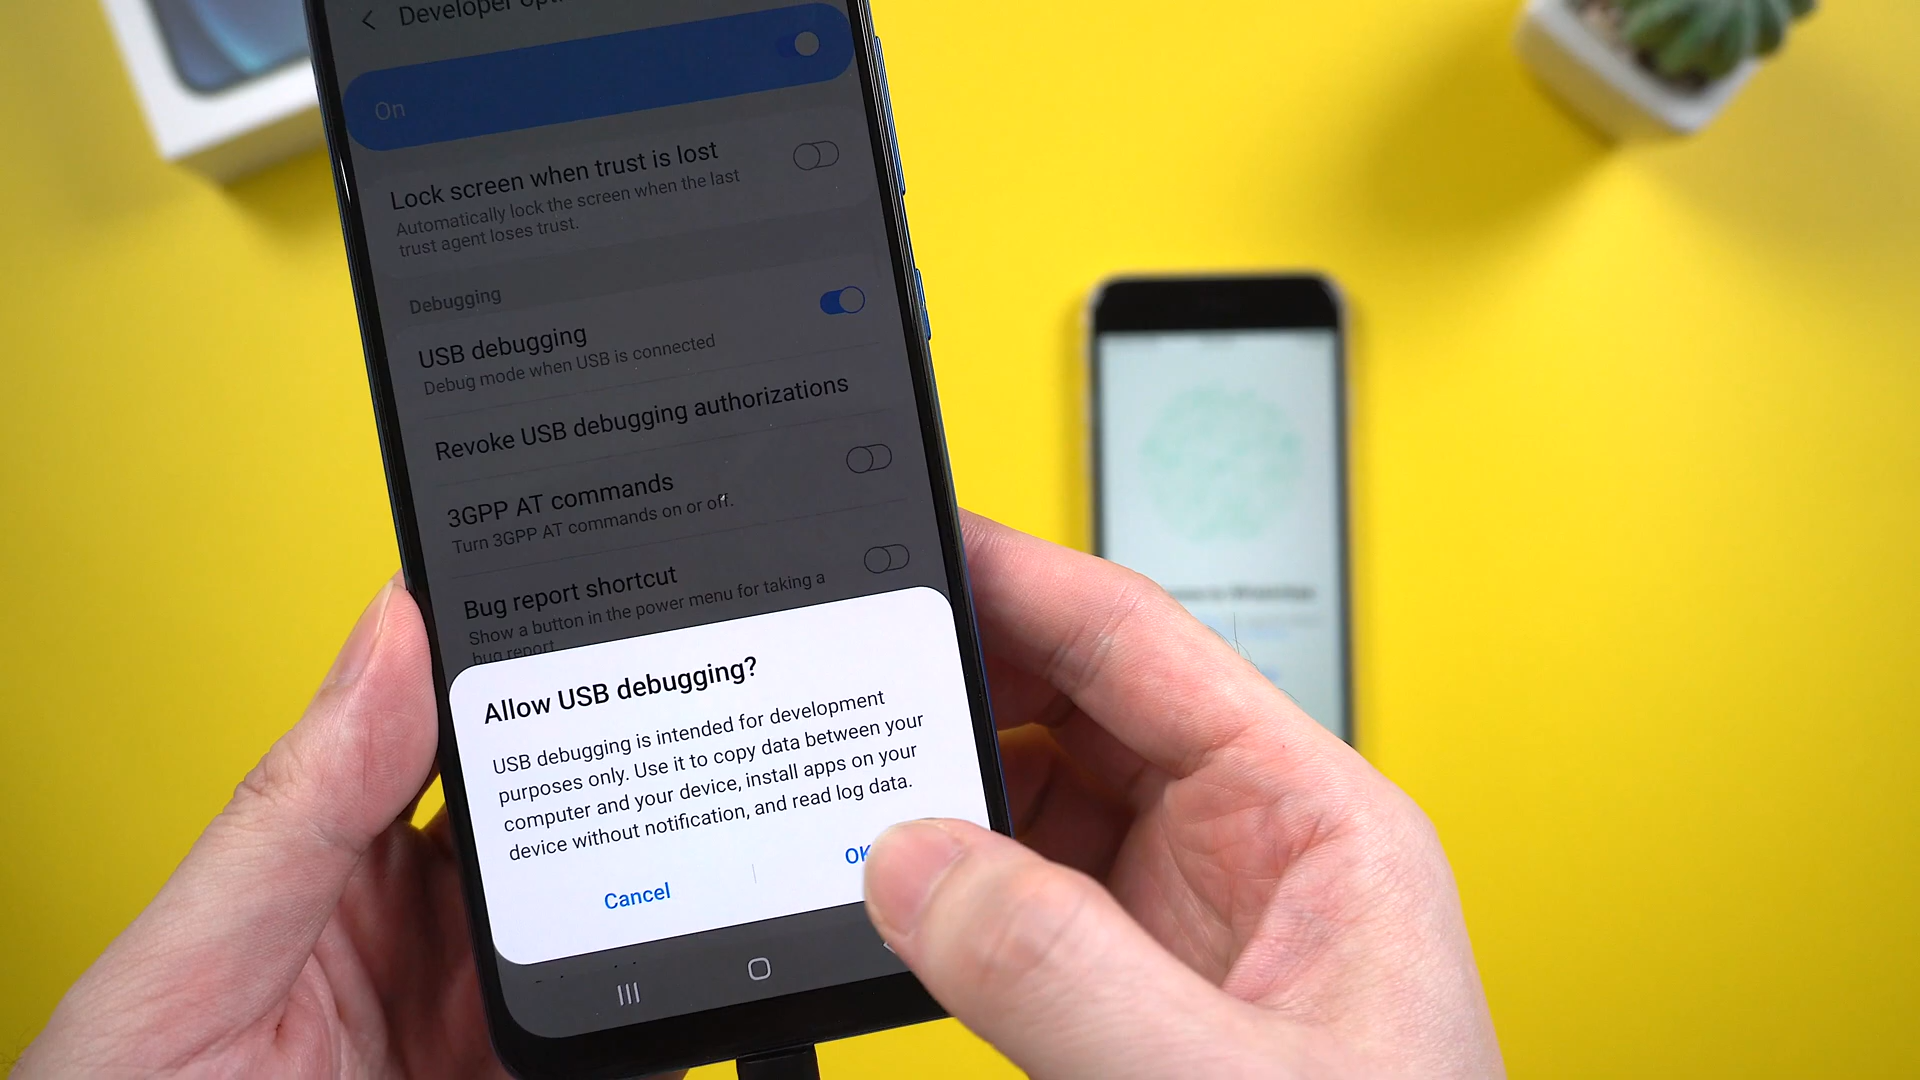 Developer
On
Lock screen when trust is lost
Automatically lock the screen when the last
trust agent loses trust.
Debugging
USB debugging
Debug mode when USB is connected
Revoke USB debugging authorizations
3GPP AT commands
Turn 3GPP AT commands on or off.
Bug report shortcut
Show a button in the power menu for taking a
bug report.
Allow USB debugging?
USB debugging is intended for development
purposes only. Use it to copy data between your
computer and your device, install apps on your
device without notification, and read log data.
Cancel
OK